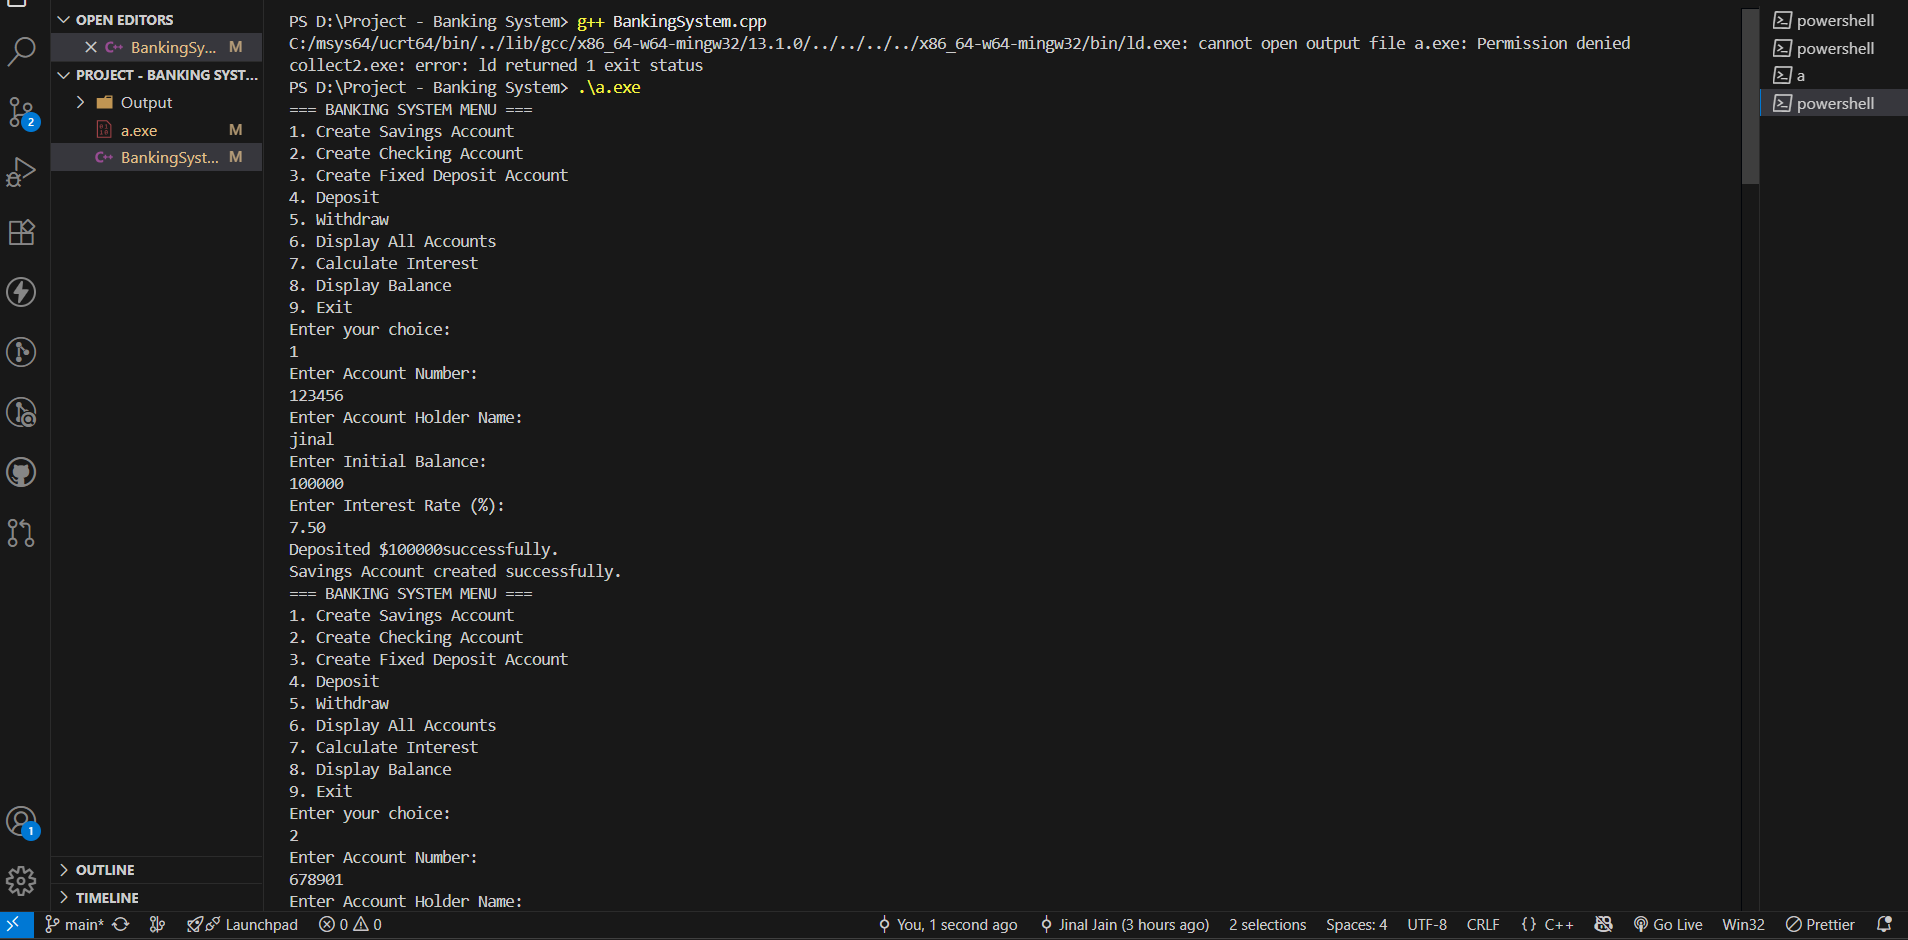 OPEN EDITORS
BankingSy... M
PROJECT - BANKING SYST...
Output
a.exe M
BankingSyst... M
2
1
OUTLINE
TIMELINE
PS D:\Project - Banking System> g++ BankingSystem.cpp
C:/msys64/ucrt64/bin/../lib/gcc/x86_64-w64-mingw32/13.1.0/../../../../x86_64-w64-mingw32/bin/ld.exe: cannot open output file a.exe: Permission denied
collect2.exe: error: ld returned 1 exit status
PS D:\Project - Banking System> .\a.exe
=== BANKING SYSTEM MENU ===
1. Create Savings Account
2. Create Checking Account
3. Create Fixed Deposit Account
4. Deposit
5. Withdraw
6. Display All Accounts
7. Calculate Interest
8. Display Balance
9. Exit
Enter your choice:
1
Enter Account Number:
123456
Enter Account Holder Name:
jinal
Enter Initial Balance:
100000
Enter Interest Rate (%):
7.50
Deposited $100000successfully.
Savings Account created successfully.
=== BANKING SYSTEM MENU ===
1. Create Savings Account
2. Create Checking Account
3. Create Fixed Deposit Account
4. Deposit
5. Withdraw
6. Display All Accounts
7. Calculate Interest
8. Display Balance
9. Exit
Enter your choice:
2
Enter Account Number:
678901
Enter Account Holder Name:
powershell
powershell
a
powershell
main* Launchpad 0 0 You, 1 second ago Jinal Jain (3 hours ago) 2 selections Spaces: 4 UTF-8 CRLF {} C++ Go Live Win32 Prettier